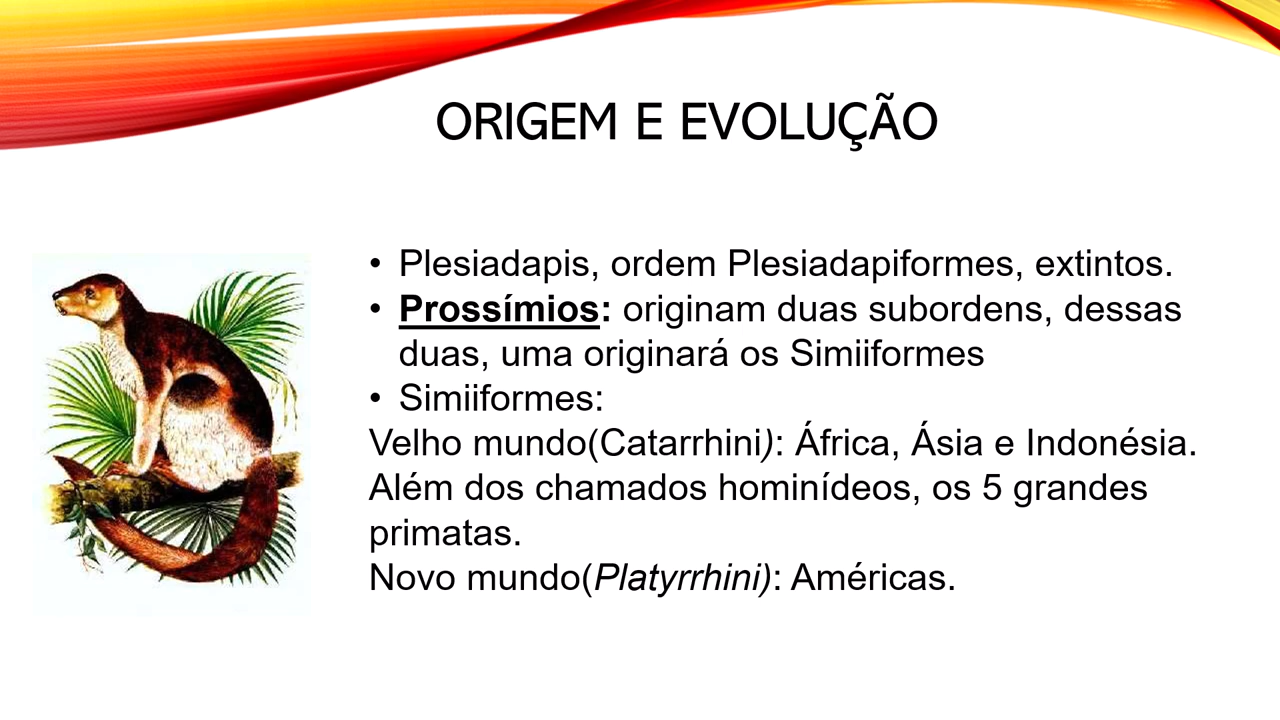 ORIGEM E EVOLUÇÃO
• Plesiadapis, ordem Plesiadapiformes, extintos.
• Prossímios: originam duas subordens, dessas
duas, uma originará os Simiiformes
• Simiiformes:
Velho mundo(Catarrhini): África, Ásia e Indonésia.
Além dos chamados hominídeos, os 5 grandes
primatas.
Novo mundo(Platyrrhini): Américas.